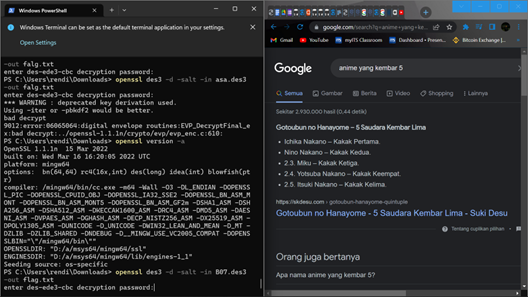 Windows PowerShell
Windows Terminal can be set as the default terminal application in your settings.
Open Settings
-out falg.txt
enter des-ede3-cbc decryption password:
PS C:\Users\rendi\Downloads> openssl des3 -d -salt -in asa.des3
-out falg.txt
enter des-ede3-cbc decryption password:
*** WARNING : deprecated key derivation used.
Using -iter or -pbkdf2 would be better.
bad decrypt
9012:error:06065064:digital envelope routines:EVP_DecryptFinal_e
x:bad decrypt:../openssl-1.1.1n/crypto/evp/evp_enc.c:610:
PS C:\Users\rendi\Downloads> openssl version -a
OpenSSL 1.1.1n  15 Mar 2022
built on: Wed Mar 16 16:20:05 2022 UTC
platform: mingw64
options:  bn(64,64) rc4(16x,int) des(long) idea(int) blowfish(pt
r)
compiler: /mingw64/bin/cc.exe -m64 -Wall -O3 -DL_ENDIAN -DOPENSS
L_PIC -DOPENSSL_CPUID_OBJ -DOPENSSL_IA32_SSE2 -DOPENSSL_BN_ASM_M
ONT -DOPENSSL_BN_ASM_MONT5 -DOPENSSL_BN_ASM_GF2m -DSHA1_ASM -DSH
A256_ASM -DSHA512_ASM -DKECCAK1600_ASM -DRC4_ASM -DMD5_ASM -DAES
NI_ASM -DVPAES_ASM -DGHASH_ASM -DECP_NISTZ256_ASM -DX25519_ASM -
DPOLY1305_ASM -DUNICODE -D_UNICODE -DWIN32_LEAN_AND_MEAN -D_MT -
DZLIB -DZLIB_SHARED -DNDEBUG -D__MINGW_USE_VC2005_COMPAT -DOPENS
SLBIN="\"/mingw64/bin\""
OPENSSLDIR: "D:/a/msys64/mingw64/ssl"
ENGINESDIR: "D:/a/msys64/mingw64/lib/engines-1_1"
Seeding source: os-specific
PS C:\Users\rendi\Downloads> openssl des3 -d -salt -in B07.des3
-out flag.txt
enter des-ede3-cbc decryption password:
google.com/search?q=anime+yang+ke...
Gmail
YouTube
myITS Classroom
Dashboard • Presen...
Bitcoin Exchange |...
Google
anime yang kembar 5
Semua
Gambar
Berita
Video
Shopping
Lainnya
Sekitar 2.930.000 hasil (0,44 detik)
Gotoubun no Hanayome – 5 Saudara Kembar Lima
• Ichika Nakano – Kakak Pertama.
• Nino Nakano – Kakak Kedua.
• 2.3. Miku – Kakak Ketiga.
• 2.4. Yotsuba Nakano – Kakak Keempat.
• 2.5. Itsuki Nakano – Kakak Kelima.
https://skdesu.com › gotoubun-hanayome-quintuple
Gotoubun no Hanayome – 5 Saudara Kembar Lima - Suki Desu
Tentang cuplikan pilihan
Orang juga bertanya
Apa nama anime yang kembar 5?